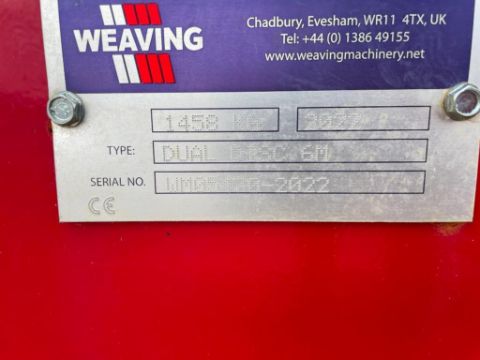 WEAVING
Chadbury, Evesham, WR11 4TX, UK
Tel: +44 (0) 1386 49155
www.weavingmachinery.net
1458 KG 2022
TYPE: DUAL DISC 6M
SERIAL NO.
CE